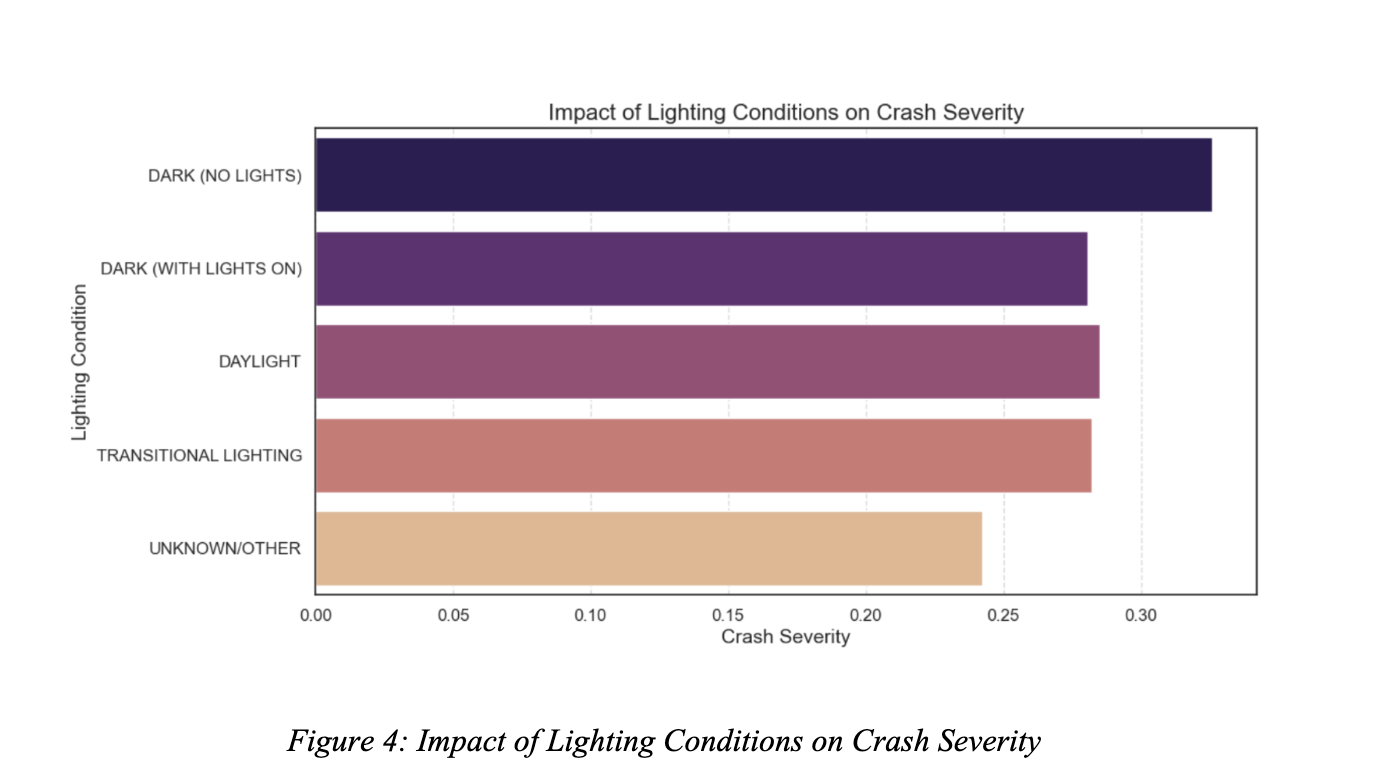 Impact of Lighting Conditions on Crash Severity
DARK (NO LIGHTS)
DARK (WITH LIGHTS ON)
DAYLIGHT
TRANSITIONAL LIGHTING
UNKNOWN/OTHER
Lighting Condition
0.00 0.05 0.10 0.15 0.20 0.25 0.30
Crash Severity
Figure 4: Impact of Lighting Conditions on Crash Severity